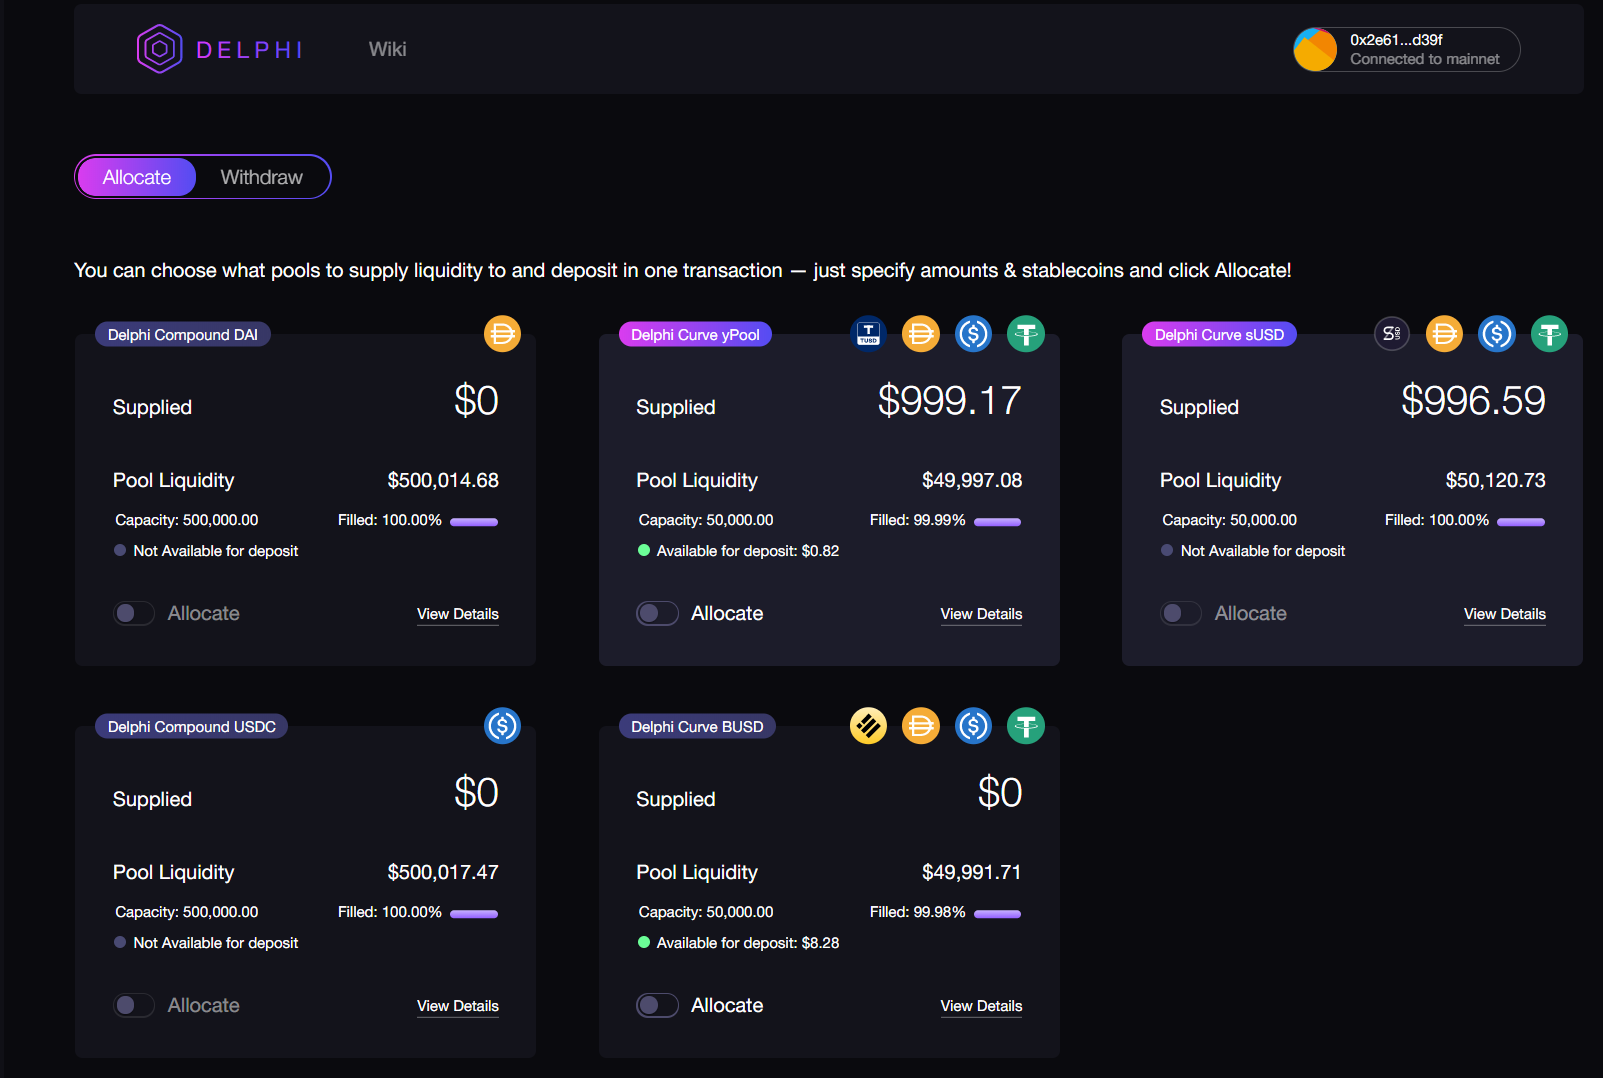 DELPHI
Wiki
0x2e61...d39f
Connected to mainnet
Allocate
Withdraw
You can choose what pools to supply liquidity to and deposit in one transaction — just specify amounts & stablecoins and click Allocate!
Delphi Compound DAI
Supplied $0
Pool Liquidity $500,014.68
Capacity: 500,000.00 Filled: 100.00%
Not Available for deposit
Allocate View Details
Delphi Curve yPool
T
TUSD
Supplied $999.17
Pool Liquidity $49,997.08
Capacity: 50,000.00 Filled: 99.99%
Available for deposit: $0.82
Allocate View Details
Delphi Curve sUSD
S USD
Supplied $996.59
Pool Liquidity $50,120.73
Capacity: 50,000.00 Filled: 100.00%
Not Available for deposit
Allocate View Details
Delphi Compound USDC
Supplied $0
Pool Liquidity $500,017.47
Capacity: 500,000.00 Filled: 100.00%
Not Available for deposit
Allocate View Details
Delphi Curve BUSD
Supplied $0
Pool Liquidity $49,991.71
Capacity: 50,000.00 Filled: 99.98%
Available for deposit: $8.28
Allocate View Details